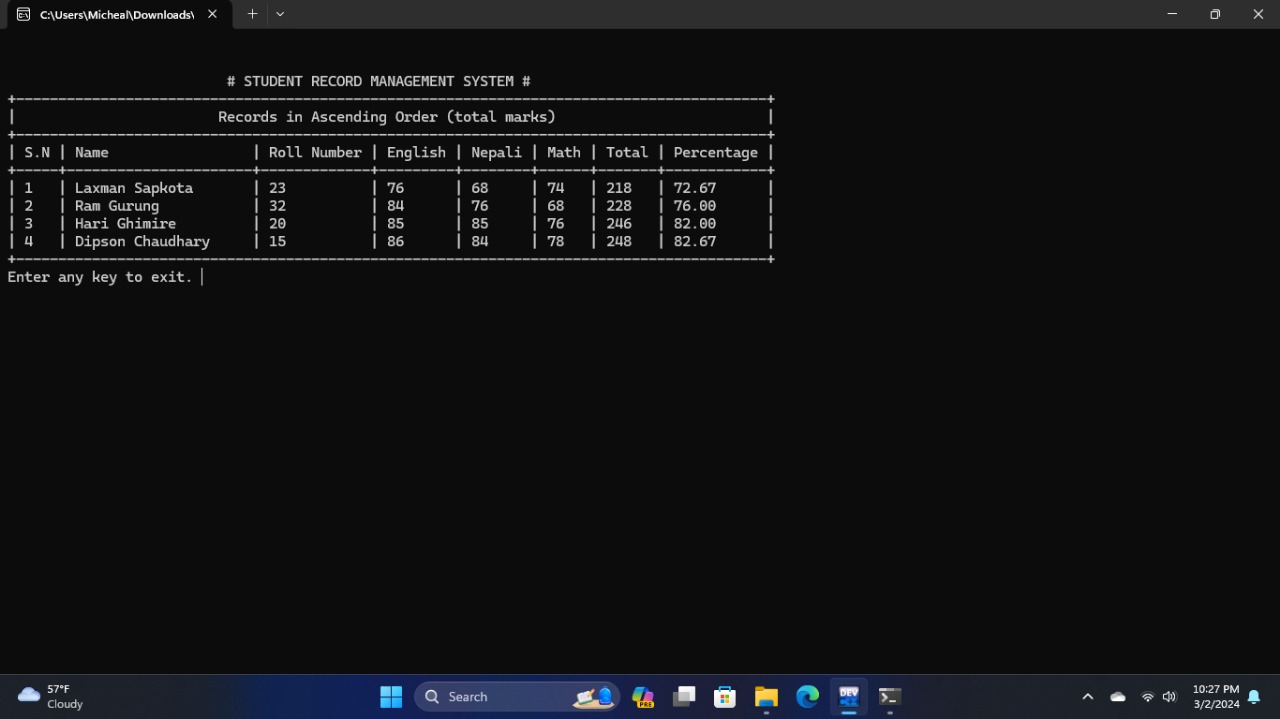 C:\Users\Micheal\Downloads\
# STUDENT RECORD MANAGEMENT SYSTEM #
Records in Ascending Order (total marks)
| S.N | Name | Roll Number | English | Nepali | Math | Total | Percentage |
| 1 | Laxman Sapkota | 23 | 76 | 68 | 74 | 218 | 72.67 |
| 2 | Ram Gurung | 32 | 84 | 76 | 68 | 228 | 76.00 |
| 3 | Hari Ghimire | 20 | 85 | 85 | 76 | 246 | 82.00 |
| 4 | Dipson Chaudhary | 15 | 86 | 84 | 78 | 248 | 82.67 |
Enter any key to exit.
57°F
Cloudy
Search
PRE
DEV
10:27 PM
3/2/2024